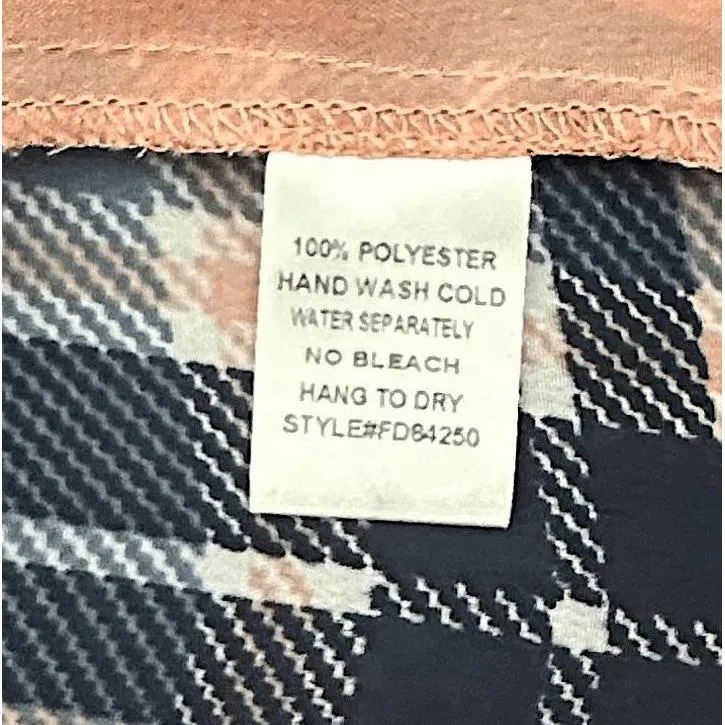 100% POLYESTER
HAND WASH COLD
WATER SEPARATELY
NO BLEACH
HANG TO DRY
STYLE#FD64250